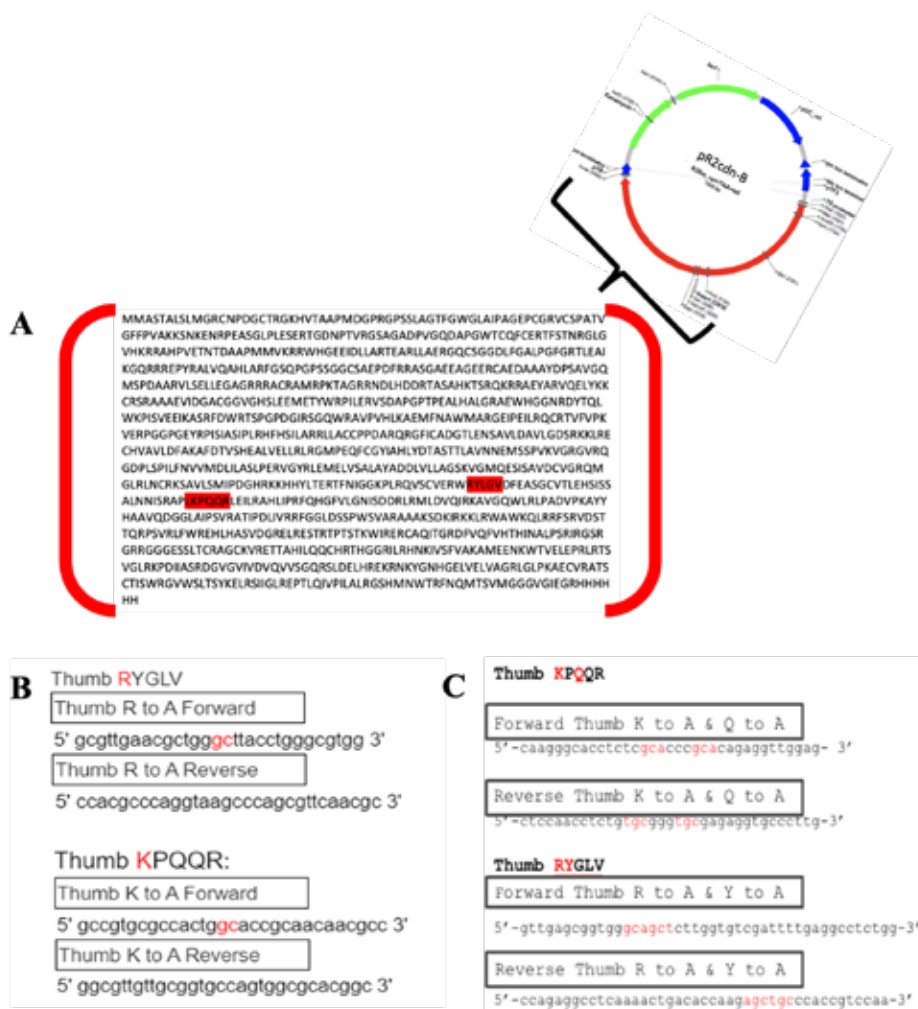 pR2cdn-B
A
MMASTALSLMGRCNPDGCTRGKHVTAAPMDGPRGPSSLAGTFGWGLAIPAGEPCGRVCSPATV
GFFPVAKKSNKENRPEASGLPLESERTGDNPTVRGSAGADPVGQDAPGWTCQFCERTFSTNRGLG
VHKRRAHPVETNTDAAPMMVKRRWHGEEIDLLARTEARLLAERGQCSGGDLFGALPGFGRTLEAI
KGQRRREPYRALVQAHLARFGSQPGPSSGGCSAEPDFRRASGAEEAGEERCAEDAAAYDPSAVGQ
MSPDAARVLSELLEGAGRRRACRAMRPKTAGRRNDLHDDRTASAHKTSRQKRRAEYARVQELYKK
CRSRAAAEVIDGACGGVGHSLEEMETYWRPILERVSDAPGPTPEALHALGRAEWHGGNRDYTQL
WKPISVEEIKASRFDWRTSPGPDGIRSGQWRAVPVHLKAEMFNAWMARGEIPEILRQCRTVFVPK
VERPGGPGEYRPISIASIPLRHFHSILARRLLACCPPDARQRGFICADGTLENSAVLDAVLGDSRKKLRE
CHVAVLDFAKAFDTVSHEALVELLRLRGMPEQFCGYIAHLYDTASTTLAVNNEMSSPVKVGRGVRQ
GDPLSPILFNVVMDLILASLPERVGYRLEMELVSALAYADDLVLLAGSKVGMQESISAVDCVGRQM
GLRLNCRKSAVLSMIPDGHRKKHHYLTERTFNIGGKPLRQVSCVERWRYLGVDFEASGCVTLEHSISS
ALNNISRAPLKPQQRLEILRAHLIPRFQHGFVLGNISDDRLRMLDVQIRKAVGQWLRLPADVPKAYY
HAAVQDGGLAIPSVRATIPDLIVRRFGGLDSSPWSVARAAAKSDKIRKKLRWAWKQLRRFSRVDST
TQRPSVRLFWREHLHASVDGRELRESTRTPTSTKWIRERCAQITGRDFVQFVHTHINALPSRIRGSR
GRRGGGESSLTCRAGCKVRETTAHILQQCHRTHGGRILRHNKIVSFVAKAMEENKWTVELEPRLRTS
VGLRKPDIIASRDGVGVIVDVQVVSGQRSLDELHREKRNKYGNHGELVELVAGRLGLPKAECVRATS
CTISWRGVWSLTSYKELRSIIGLREPTLQIVPILALRGSHMNWTRFNQMTSVMGGGVGIEGRHHHH
HH
B
Thumb RYGLV
Thumb R to A Forward
5' gcgttgaacgctgggcttacctgggcgtgg 3'
Thumb R to A Reverse
5' ccacgcccaggtaagcccagcgttcaacgc 3'
Thumb KPQQR:
Thumb K to A Forward
5' gccgtgcgccactggcaccgcaacaacgcc 3'
Thumb K to A Reverse
5' ggcgttgttgcggtgccagtggcgcacggc 3'
C
Thumb KPQQR
Forward Thumb K to A & Q to A
5'-caagggcacctctcgcacccgcacagaggttggag- 3'
Reverse Thumb K to A & Q to A
5'-ctccaacctctgtgcgggtgcgagaggtgcccttg-3'
Thumb RYGLV
Forward Thumb R to A & Y to A
5'-gttgagcggtgggcagctcttggtgtcgattttgaggcctctgg-3'
Reverse Thumb R to A & Y to A
5'-ccagaggcctcaaaactgacaccaagagctgcccaccgtccaa-3'